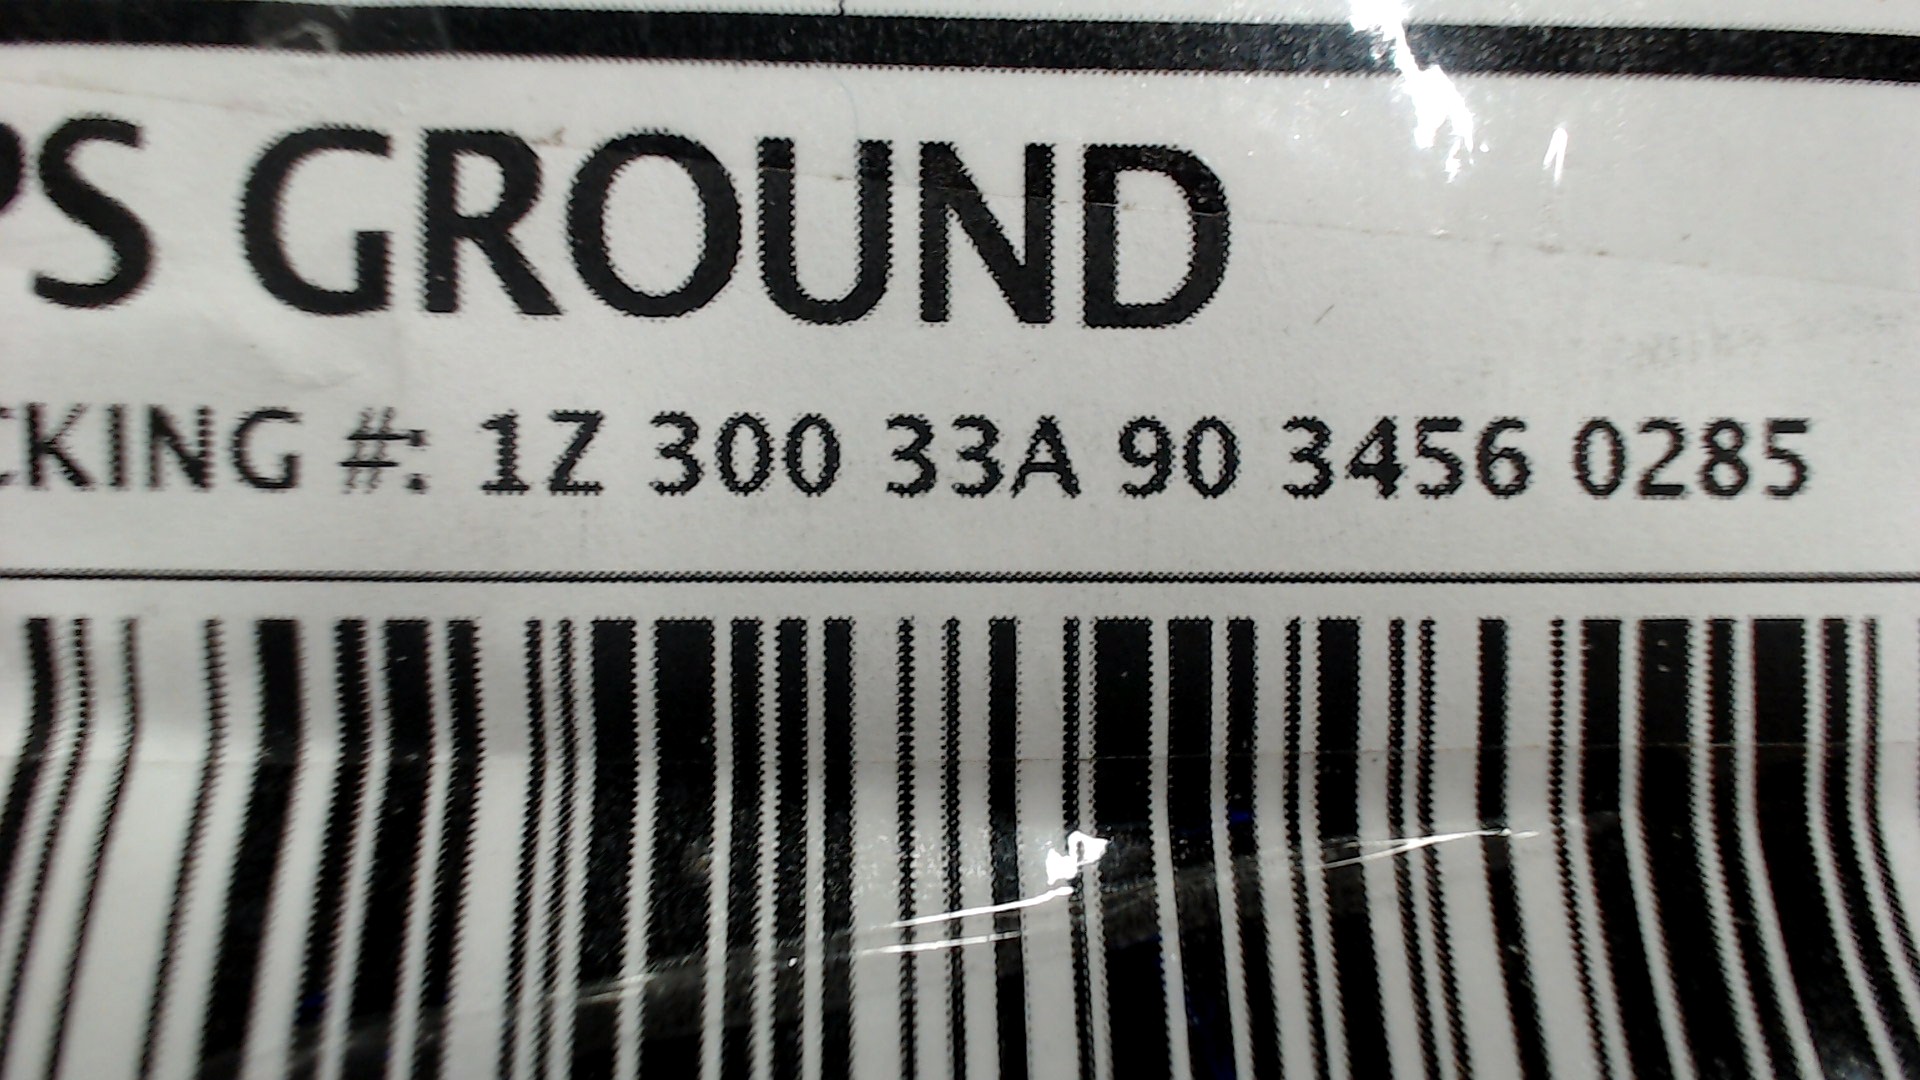 PS GROUND
CKING #: 1Z 300 33A 90 3456 0285